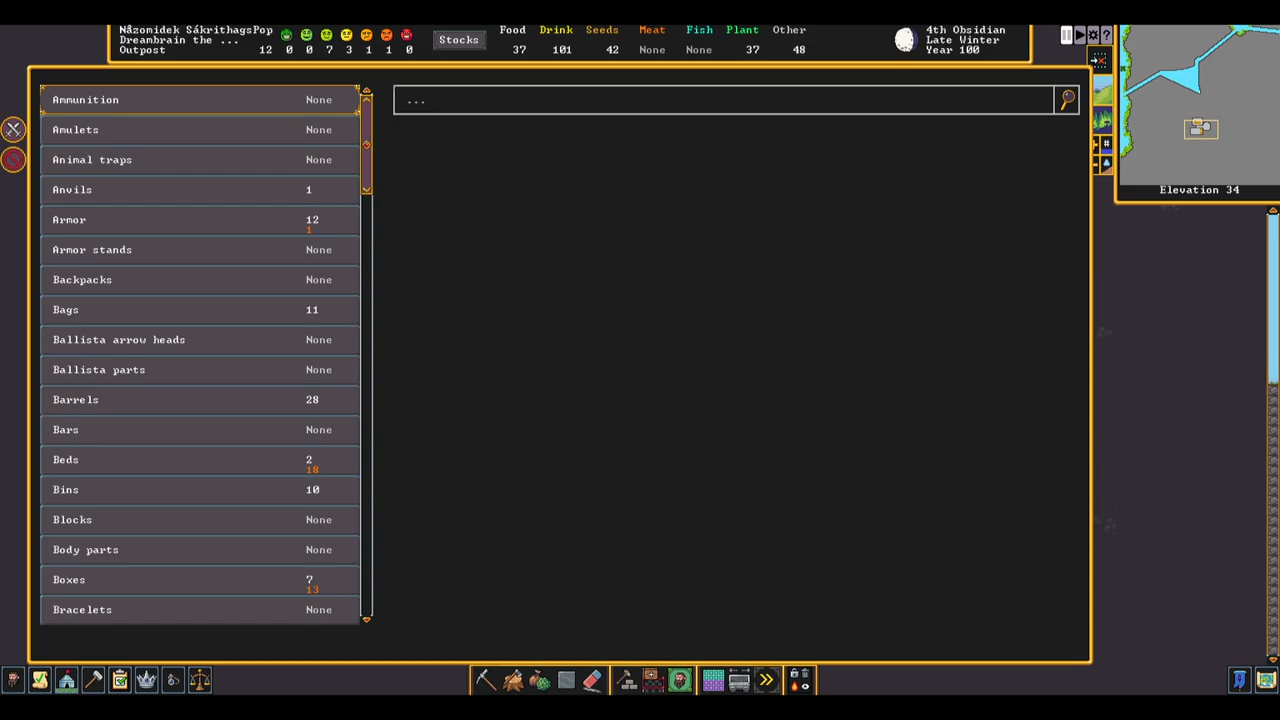 Nåzomidek SákrithagsPop
Dreambrain the ...
Outpost 12 0 0 7 3 1 1 0
Stocks
Food Drink Seeds Meat Fish Plant Other
37 101 42 None None 37 48
4th Obsidian
Late Winter
Year 100
Elevation 34
...
Ammunition None
Amulets None
Animal traps None
Anvils 1
Armor 12
1
Armor stands None
Backpacks None
Bags 11
Ballista arrow heads None
Ballista parts None
Barrels 28
Bars None
Beds 2
18
Bins 10
Blocks None
Body parts None
Boxes 7
13
Bracelets None